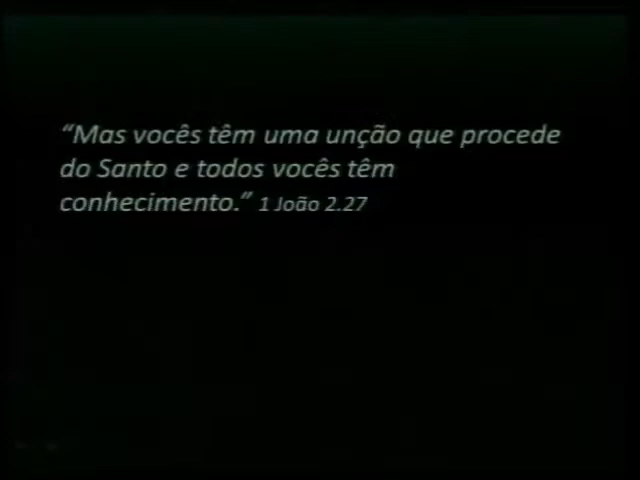 “Mas vocês têm uma unção que procede
do Santo e todos vocês têm
conhecimento.” 1 João 2.27